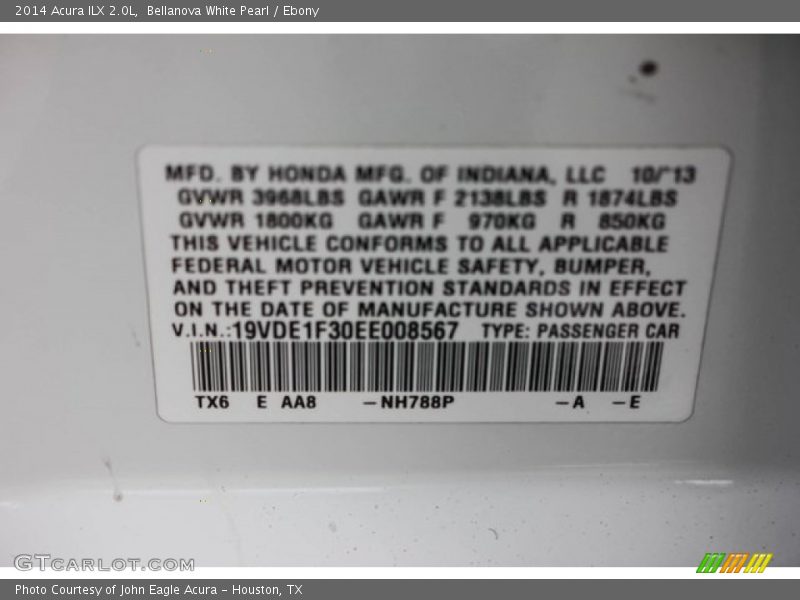 2014 Acura ILX 2.0L,  Bellanova White Pearl / Ebony
MFD. BY HONDA MFG. OF INDIANA, LLC   10/'13
GVWR 3968LBS  GAWR F 2138LBS  R 1874LBS
GVWR 1800KG   GAWR F  970KG   R  850KG
THIS VEHICLE CONFORMS TO ALL APPLICABLE
FEDERAL MOTOR VEHICLE SAFETY, BUMPER,
AND THEFT PREVENTION STANDARDS IN EFFECT
ON THE DATE OF MANUFACTURE SHOWN ABOVE.
V.I.N.:19VDE1F30EE008567   TYPE: PASSENGER CAR
TX6   E AA8   -NH788P   -A   -E
GTCARLOT.COM
Photo Courtesy of John Eagle Acura - Houston, TX